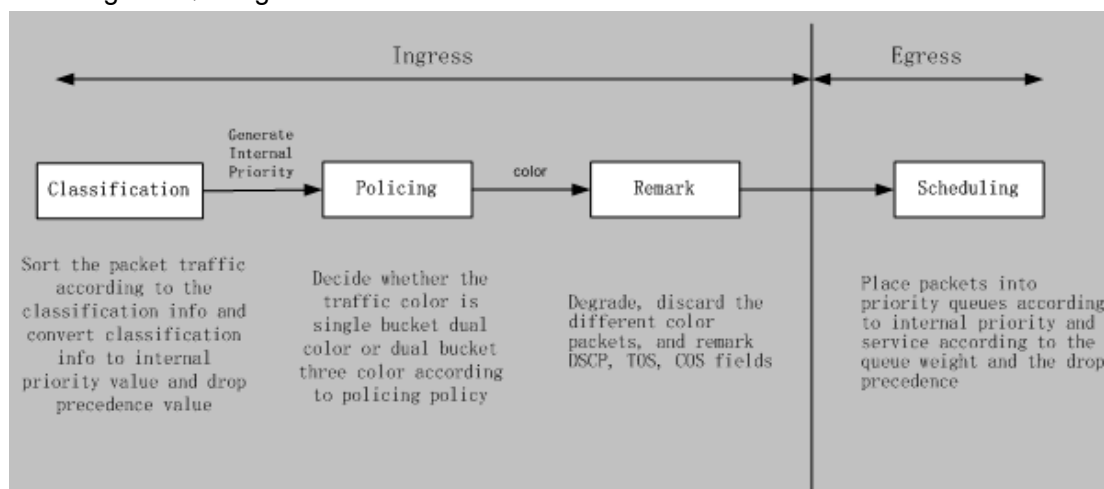 Ingress
Egress
Generate
Internal
Priority
color
Classification
Policing
Remark
Scheduling
Sort the packet traffic
according to the
classification info and
convert classification
info to internal
priority value and drop
precedence value
Decide whether the
traffic color is
single bucket dual
color or dual bucket
three color according
to policing policy
Degrade, discard the
different color
packets, and remark
DSCP, TOS, COS fields
Place packets into
priority queues according
to internal priority and
service according to the
queue weight and the drop
precedence